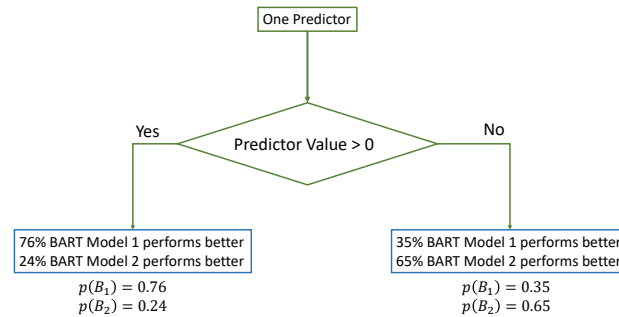 One Predictor
Predictor Value > 0
Yes
No
76% BART Model 1 performs better
24% BART Model 2 performs better
p(B₁) = 0.76
p(B₂) = 0.24
35% BART Model 1 performs better
65% BART Model 2 performs better
p(B₁) = 0.35
p(B₂) = 0.65